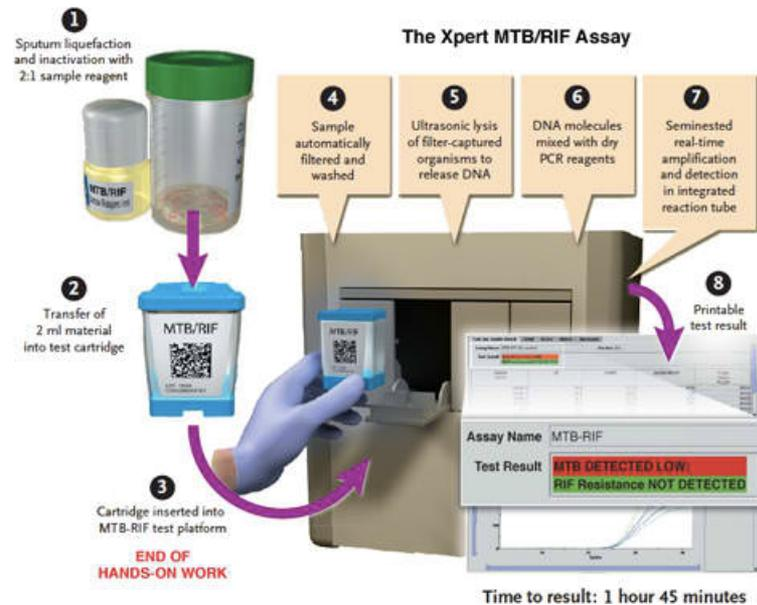 The Xpert MTB/RIF Assay
1
Sputum liquefaction
and inactivation with
2:1 sample reagent
MTB/RIF
2
Transfer of
2 ml material
into test cartridge
MTB/RIF
3
Cartridge inserted into
MTB-RIF test platform
END OF
HANDS-ON WORK
MTB/RIF
4
Sample
automatically
filtered and
washed
5
Ultrasonic lysis
of filter-captured
organisms to
release DNA
6
DNA molecules
mixed with dry
PCR reagents
7
Seminested
real-time
amplification
and detection
in integrated
reaction tube
8
Printable
test result
Assay Name MTB-RIF
Test Result MTB DETECTED LOW;
RIF Resistance NOT DETECTED
Time to result: 1 hour 45 minutes